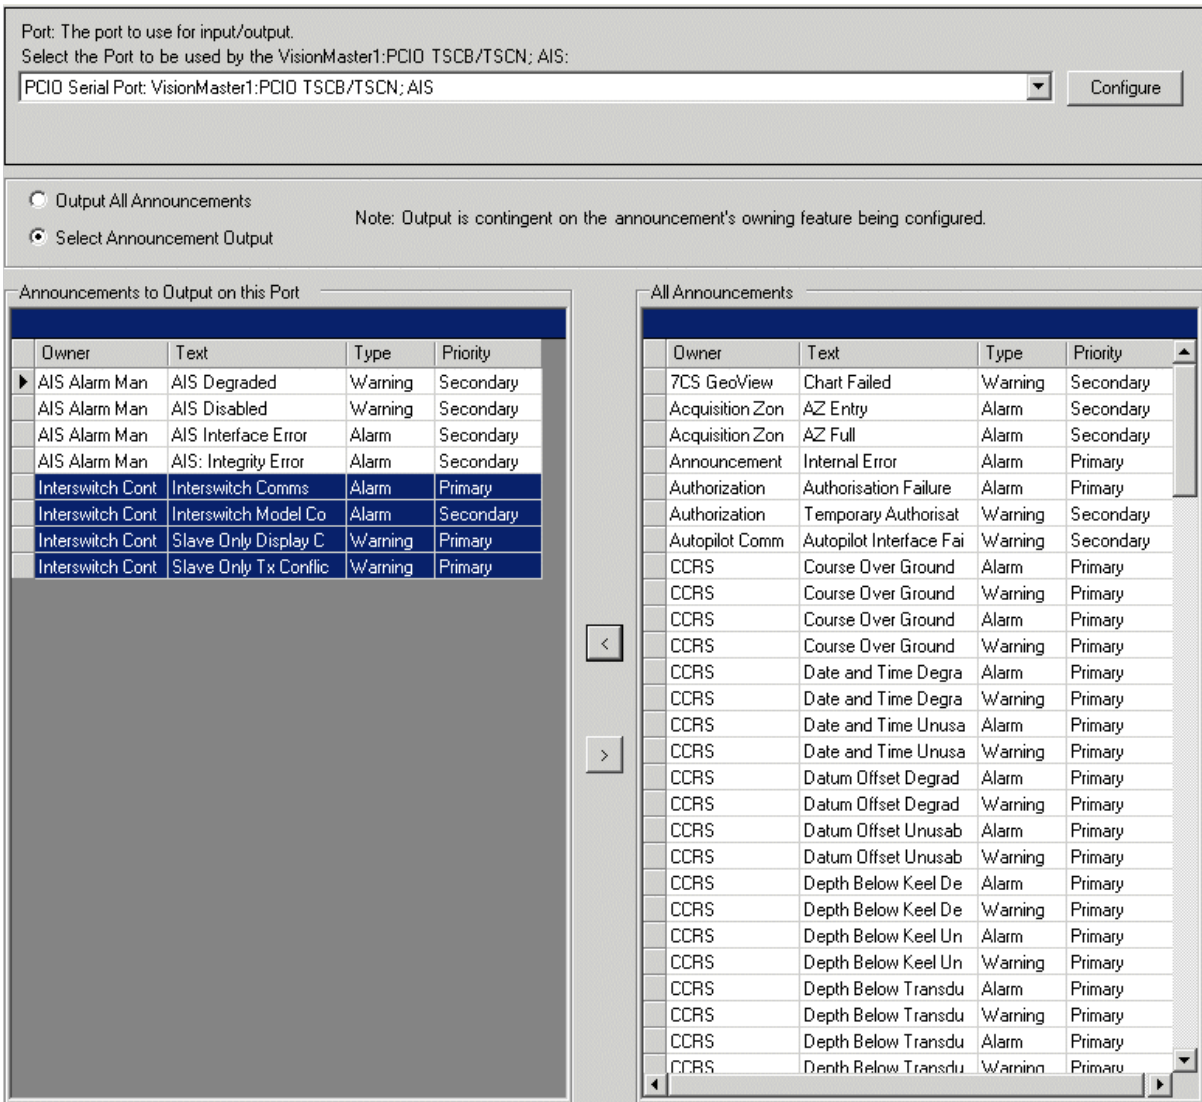 Port: The port to use for input/output.
Select the Port to be used by the VisionMaster1:PCIO TSCB/TSCN; AIS:
PCIO Serial Port: VisionMaster1:PCIO TSCB/TSCN; AIS
Configure
Output All Announcements
Note: Output is contingent on the announcement's owning feature being configured.
Select Announcement Output
Announcements to Output on this Port
Owner Text Type Priority
AIS Alarm Man AIS Degraded Warning Secondary
AIS Alarm Man AIS Disabled Warning Secondary
AIS Alarm Man AIS Interface Error Alarm Secondary
AIS Alarm Man AIS: Integrity Error Alarm Secondary
Interswitch Cont Interswitch Comms Alarm Primary
Interswitch Cont Interswitch Model Co Alarm Secondary
Interswitch Cont Slave Only Display C Warning Primary
Interswitch Cont Slave Only Tx Conflic Warning Primary
<
>
All Announcements
Owner Text Type Priority
7CS GeoView Chart Failed Warning Secondary
Acquisition Zon AZ Entry Alarm Secondary
Acquisition Zon AZ Full Alarm Secondary
Announcement Internal Error Alarm Primary
Authorization Authorisation Failure Alarm Secondary
Authorization Temporary Authorisat Warning Secondary
Autopilot Comm Autopilot Interface Fai Warning Secondary
CCRS Course Over Ground Alarm Primary
CCRS Course Over Ground Warning Primary
CCRS Course Over Ground Alarm Primary
CCRS Course Over Ground Warning Primary
CCRS Date and Time Degra Alarm Primary
CCRS Date and Time Degra Warning Primary
CCRS Date and Time Unusa Alarm Primary
CCRS Date and Time Unusa Warning Primary
CCRS Datum Offset Degrad Alarm Primary
CCRS Datum Offset Degrad Warning Primary
CCRS Datum Offset Unusab Alarm Primary
CCRS Datum Offset Unusab Warning Primary
CCRS Depth Below Keel De Alarm Primary
CCRS Depth Below Keel De Warning Primary
CCRS Depth Below Keel Un Alarm Primary
CCRS Depth Below Keel Un Warning Primary
CCRS Depth Below Transdu Alarm Primary
CCRS Depth Below Transdu Warning Primary
CCRS Depth Below Transdu Alarm Primary
CCRS Depth Below Transdu Warning Primary